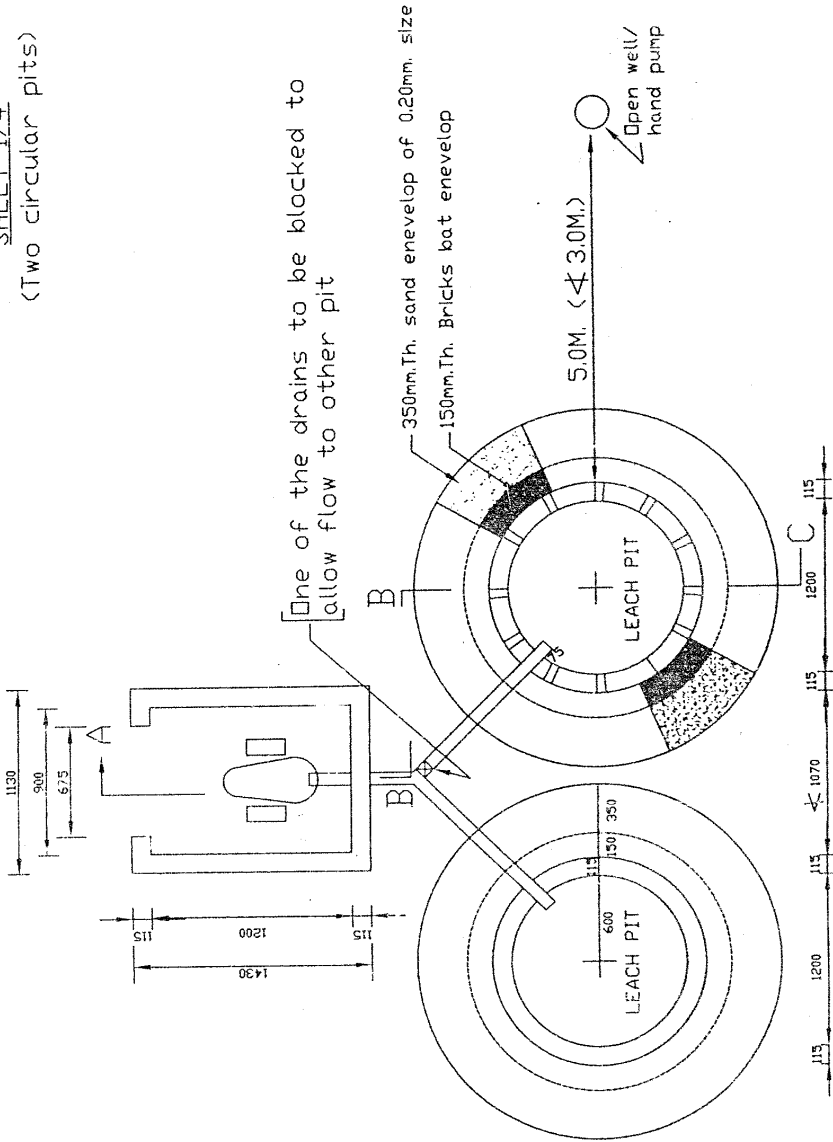 SHEET 1/4
(Two circular pits)
One of the drains to be blocked to
allow flow to other pit
350mm.Th. sand enevelop of 0.20mm. size
150mm.Th. Bricks bat enevelop
5.0M. (∢ 3.0M.)
Open well/
hand pump
1130
900
675
A
115
1200
115
1430
B
B
75
LEACH PIT
C
600
115
150
350
LEACH PIT
115
1200
115
∢ 1070
115
1200
115